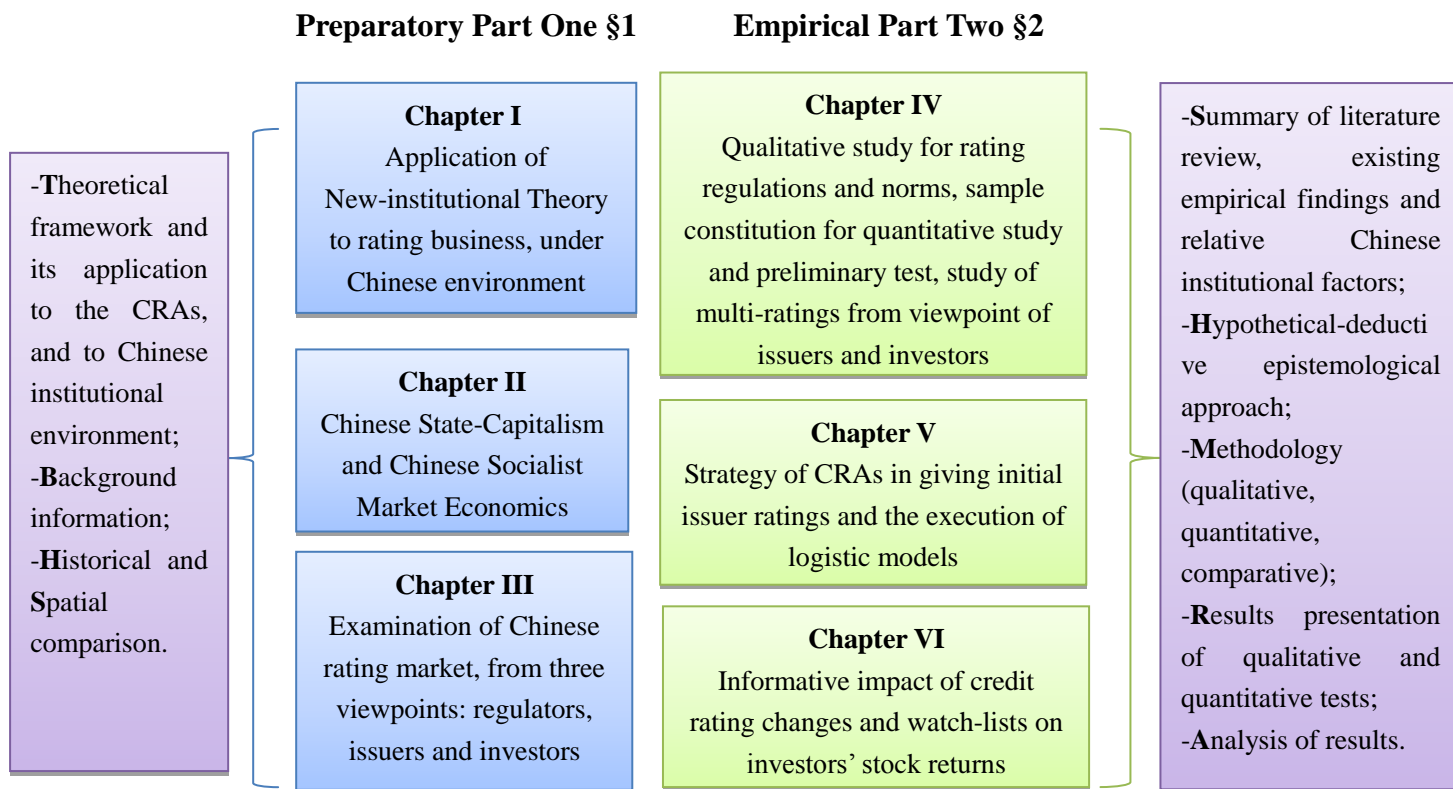 Preparatory Part One §1
Empirical Part Two §2
-Theoretical
framework and
its application
to the CRAs,
and to Chinese
institutional
environment;
-Background
information;
-Historical and
Spatial
comparison.
Chapter I
Application of
New-institutional Theory
to rating business, under
Chinese environment
Chapter II
Chinese State-Capitalism
and Chinese Socialist
Market Economics
Chapter III
Examination of Chinese
rating market, from three
viewpoints: regulators,
issuers and investors
Chapter IV
Qualitative study for rating
regulations and norms, sample
constitution for quantitative study
and preliminary test, study of
multi-ratings from viewpoint of
issuers and investors
Chapter V
Strategy of CRAs in giving initial
issuer ratings and the execution of
logistic models
Chapter VI
Informative impact of credit
rating changes and watch-lists on
investors’ stock returns
-Summary of literature
review, existing
empirical findings and
relative Chinese
institutional factors;
-Hypothetical-deducti
ve epistemological
approach;
-Methodology
(qualitative,
quantitative,
comparative);
-Results presentation
of qualitative and
quantitative tests;
-Analysis of results.